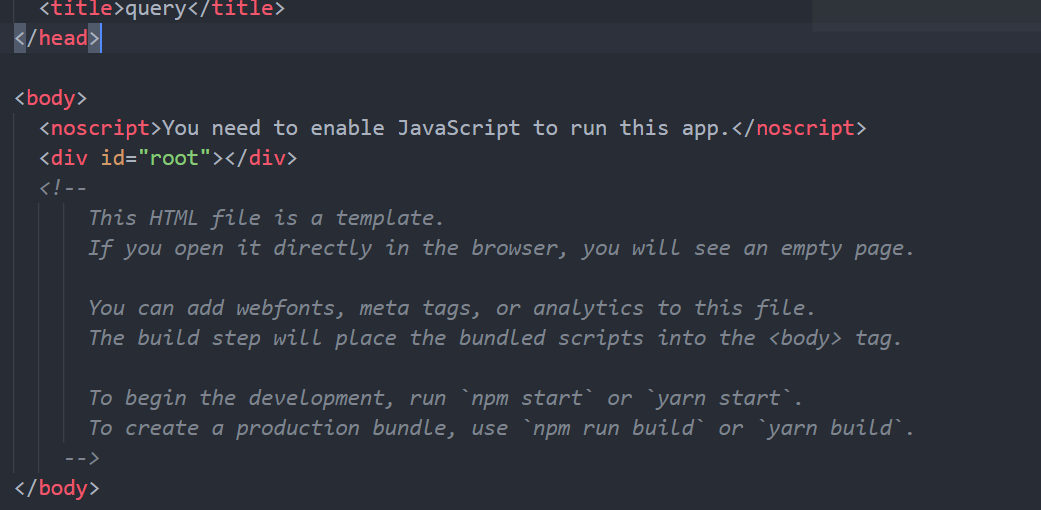 <title>query</title>
</head>
<body>
<noscript>You need to enable JavaScript to run this app.</noscript>
<div id="root"></div>
<!--
This HTML file is a template.
If you open it directly in the browser, you will see an empty page.
You can add webfonts, meta tags, or analytics to this file.
The build step will place the bundled scripts into the <body> tag.
To begin the development, run `npm start` or `yarn start`.
To create a production bundle, use `npm run build` or `yarn build`.
-->
</body>